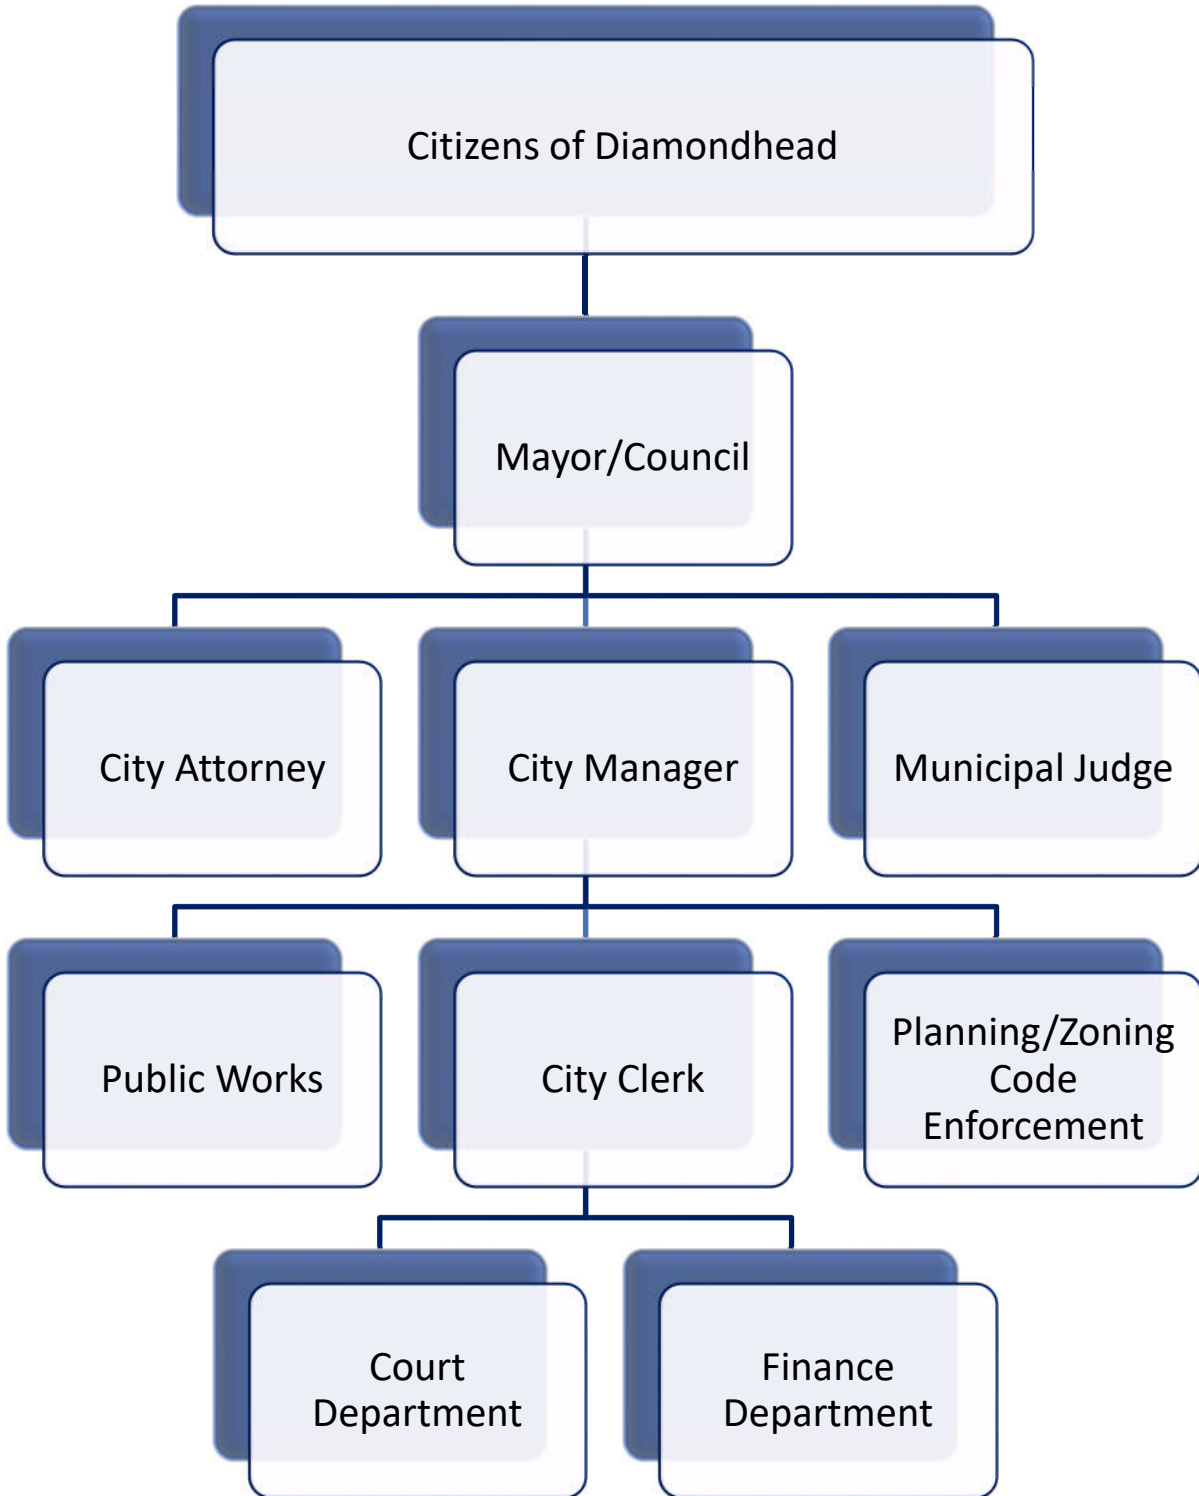 Citizens of Diamondhead
Mayor/Council
City Attorney
City Manager
Municipal Judge
Public Works
City Clerk
Planning/Zoning
Code
Enforcement
Court
Department
Finance
Department